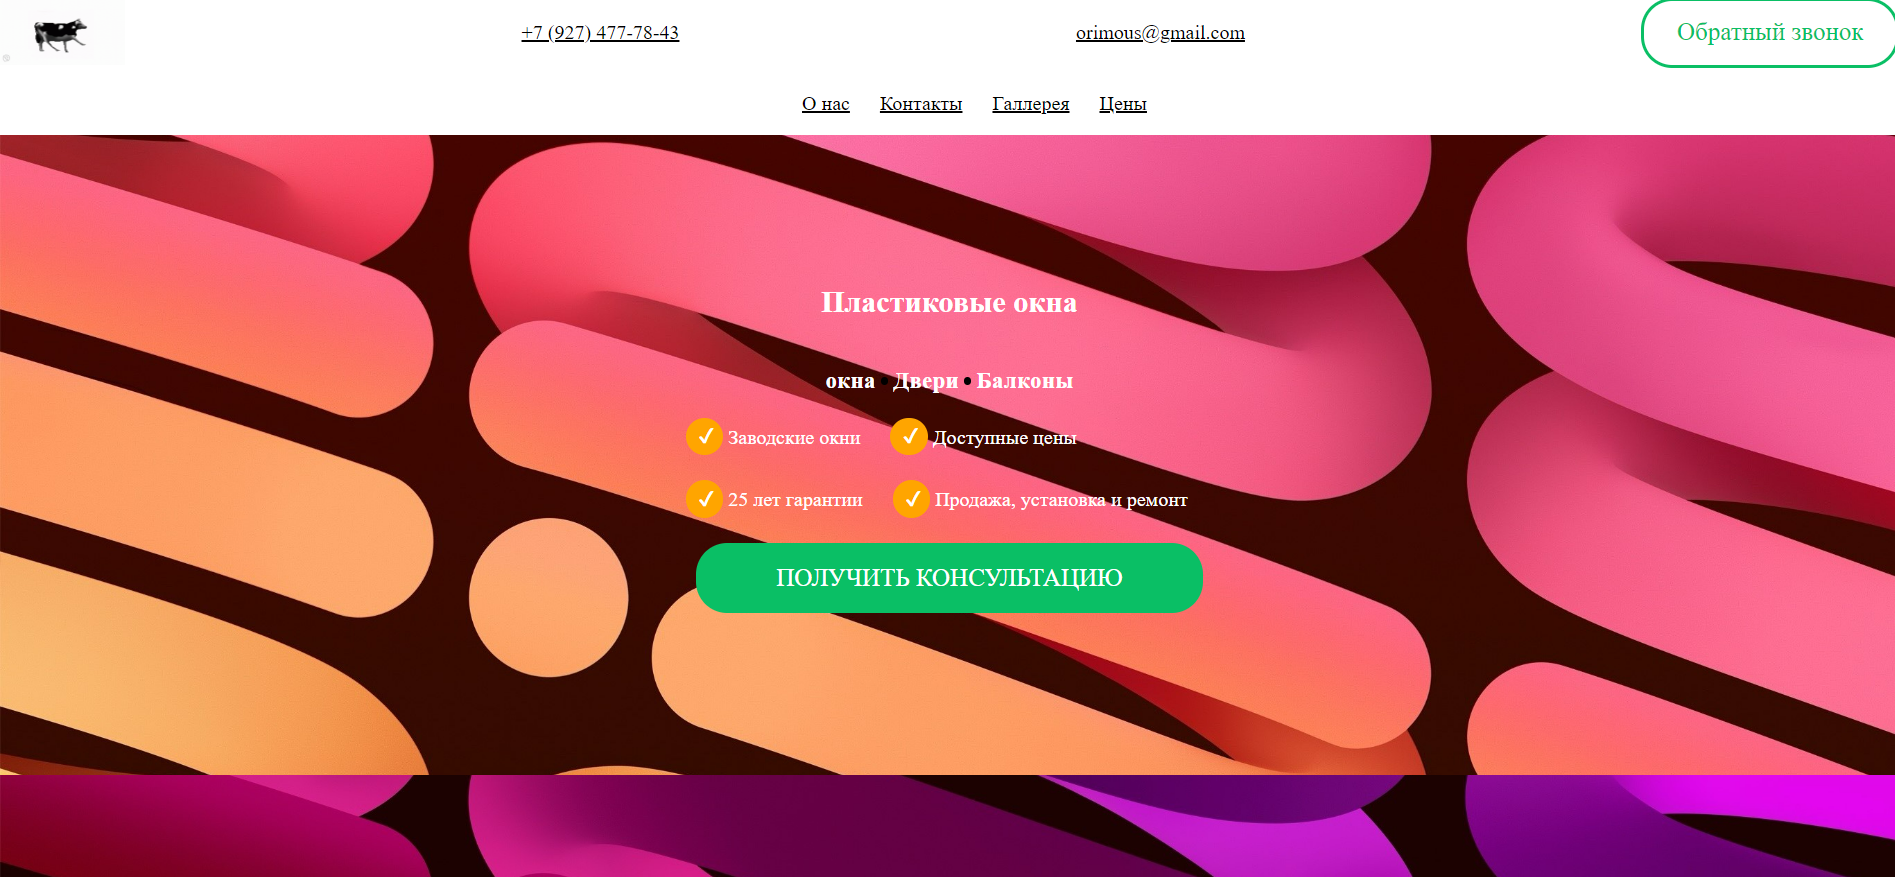 +7 (927) 477-78-43 orimous@gmail.com Обратный звонок
О нас Контакты Галлерея Цены
Пластиковые окна
окна • Двери • Балконы
✓ Заводские окни ✓ Доступные цены
✓ 25 лет гарантии ✓ Продажа, установка и ремонт
ПОЛУЧИТЬ КОНСУЛЬТАЦИЮ